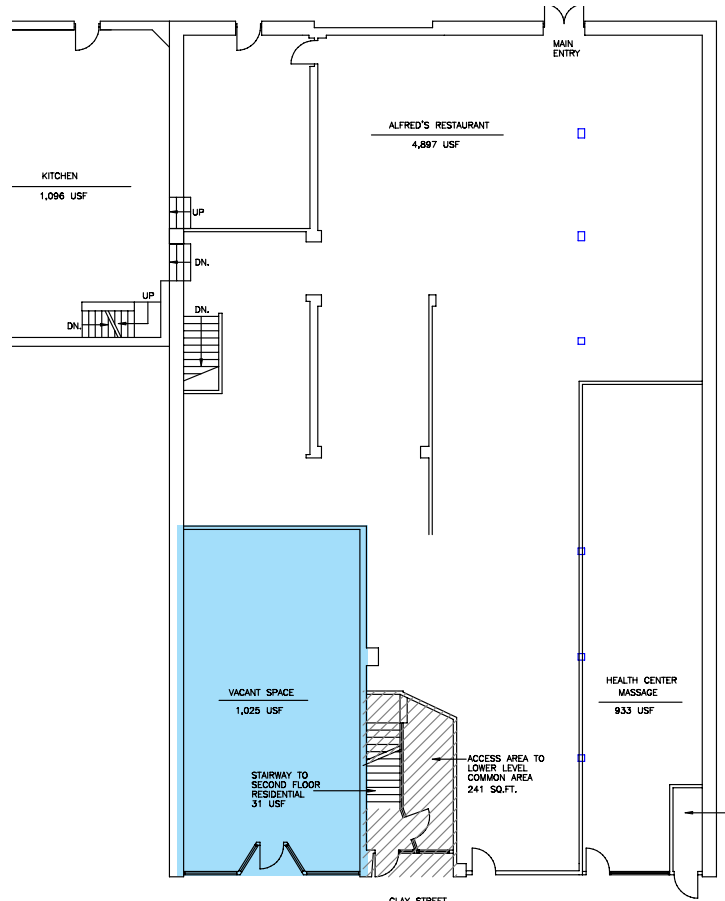 MAIN
ENTRY
ALFRED'S RESTAURANT
4,897 USF
KITCHEN
1,096 USF
UP
DN.
UP
DN.
DN.
VACANT SPACE
1,025 USF
HEALTH CENTER
MASSAGE
933 USF
STAIRWAY TO
SECOND FLOOR
RESIDENTIAL
31 USF
ACCESS AREA TO
LOWER LEVEL
COMMON AREA
241 SQ.FT.
CLAY STREET